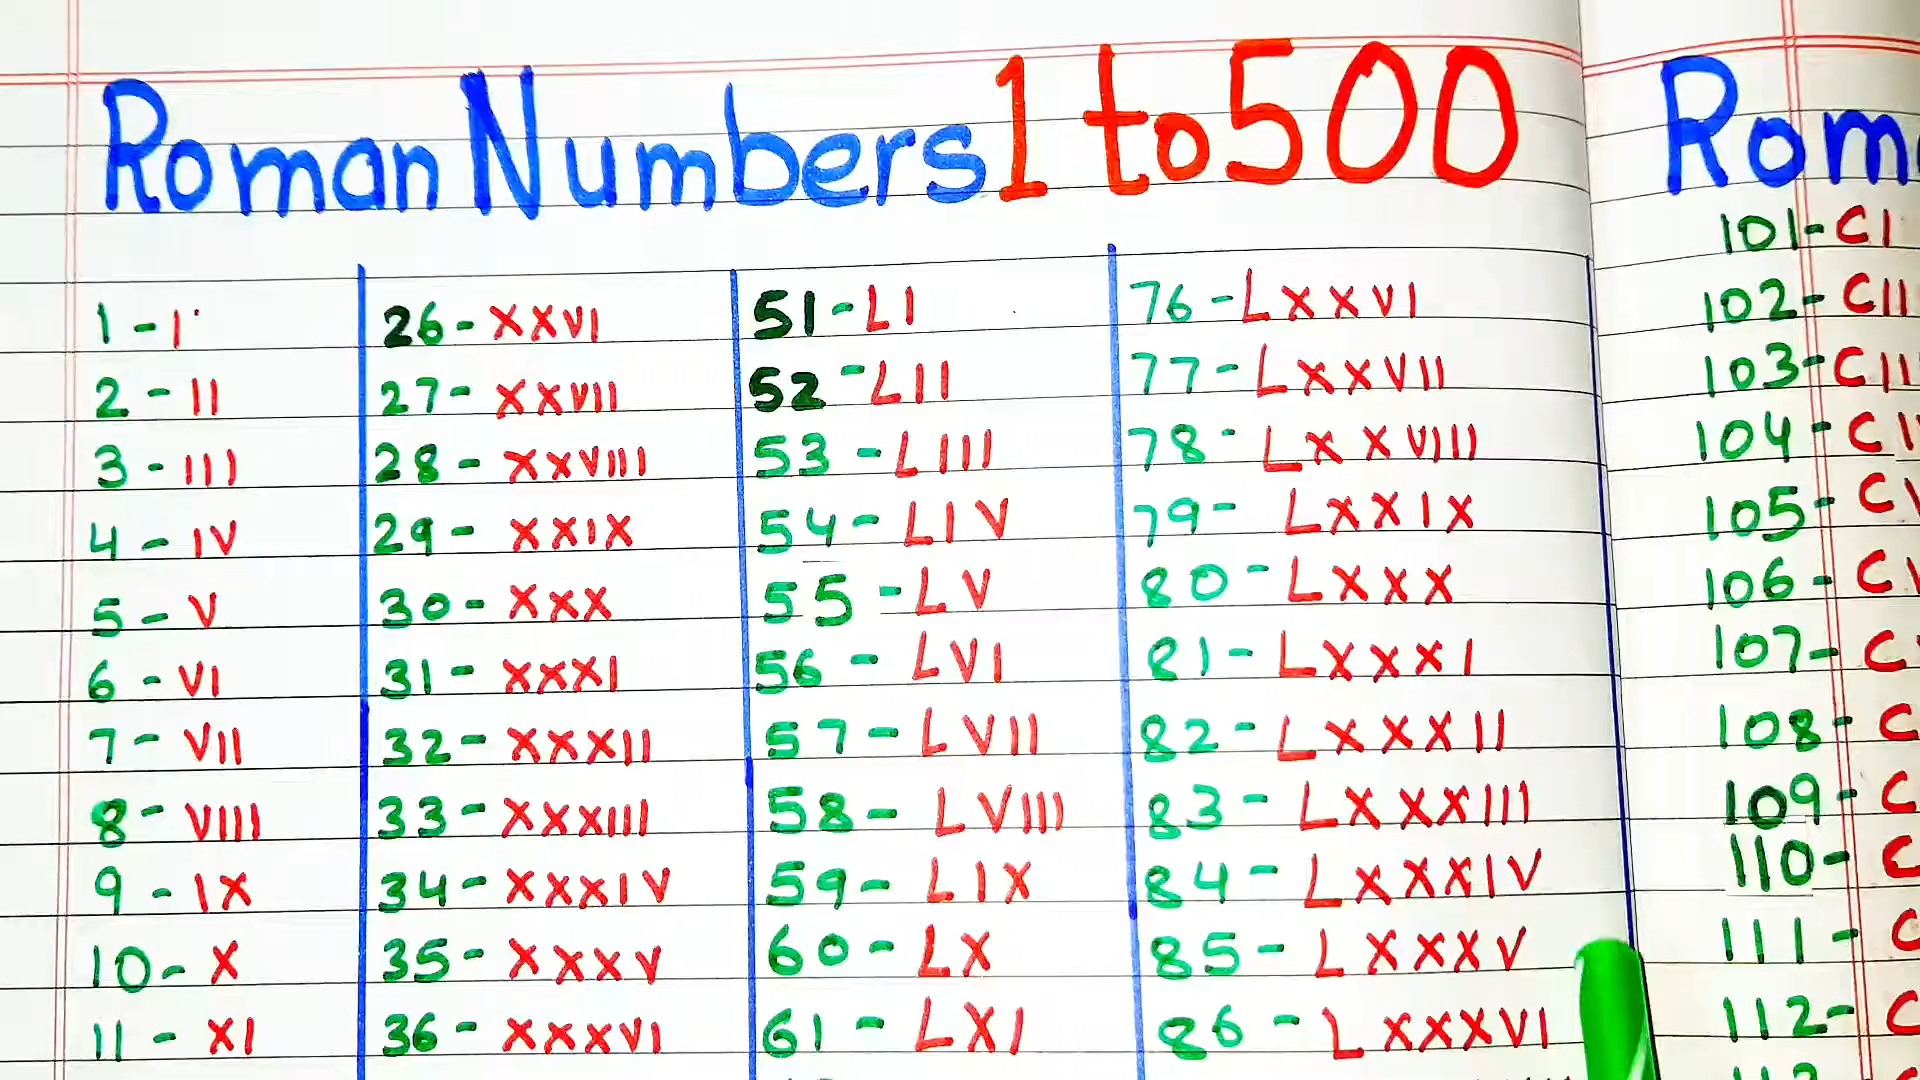 Roman Numbers 1 to 500
1 - I
2 - II
3 - III
4 - IV
5 - V
6 - VI
7 - VII
8 - VIII
9 - IX
10 - X
11 - XI
26 - XXVI
27 - XXVII
28 - XXVIII
29 - XXIX
30 - XXX
31 - XXXI
32 - XXXII
33 - XXXIII
34 - XXXIV
35 - XXXV
36 - XXXVI
51 - LI
52 - LII
53 - LIII
54 - LIV
55 - LV
56 - LVI
57 - LVII
58 - LVIII
59 - LIX
60 - LX
61 - LXI
76 - LXXVI
77 - LXXVII
78 - LXXVIII
79 - LXXIX
80 - LXXX
81 - LXXXI
82 - LXXXII
83 - LXXXIII
84 - LXXXIV
85 - LXXXV
86 - LXXXVI
Rom
101 - CI
102 - CII
103 - CIII
104 - CI
105 - C
106 - C
107 - C
108 - C
109 - C
110 - C
111 - C
112 - C